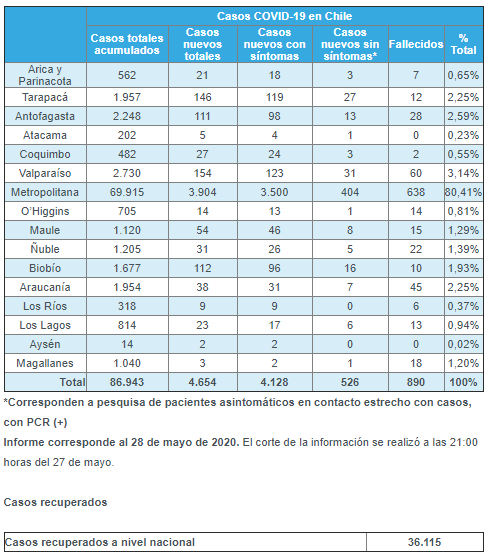 Casos COVID-19 en Chile
Casos totales acumulados Casos nuevos totales Casos nuevos con síntomas Casos nuevos sin síntomas* Fallecidos % Total
Arica y Parinacota 562 21 18 3 7 0,65%
Tarapacá 1.957 146 119 27 12 2,25%
Antofagasta 2.248 111 98 13 28 2,59%
Atacama 202 5 4 1 0 0,23%
Coquimbo 482 27 24 3 2 0,55%
Valparaíso 2.730 154 123 31 60 3,14%
Metropolitana 69.915 3.904 3.500 404 638 80,41%
O'Higgins 705 14 13 1 14 0,81%
Maule 1.120 54 46 8 15 1,29%
Ñuble 1.205 31 26 5 22 1,39%
Biobío 1.677 112 96 16 10 1,93%
Araucanía 1.954 38 31 7 45 2,25%
Los Ríos 318 9 9 0 6 0,37%
Los Lagos 814 23 17 6 13 0,94%
Aysén 14 2 2 0 0 0,02%
Magallanes 1.040 3 2 1 18 1,20%
Total 86.943 4.654 4.128 526 890 100%
*Corresponden a pesquisa de pacientes asintomáticos en contacto estrecho con casos,
con PCR (+)
Informe corresponde al 28 de mayo de 2020. El corte de la información se realizó a las 21:00
horas del 27 de mayo.
Casos recuperados
Casos recuperados a nivel nacional 36.115